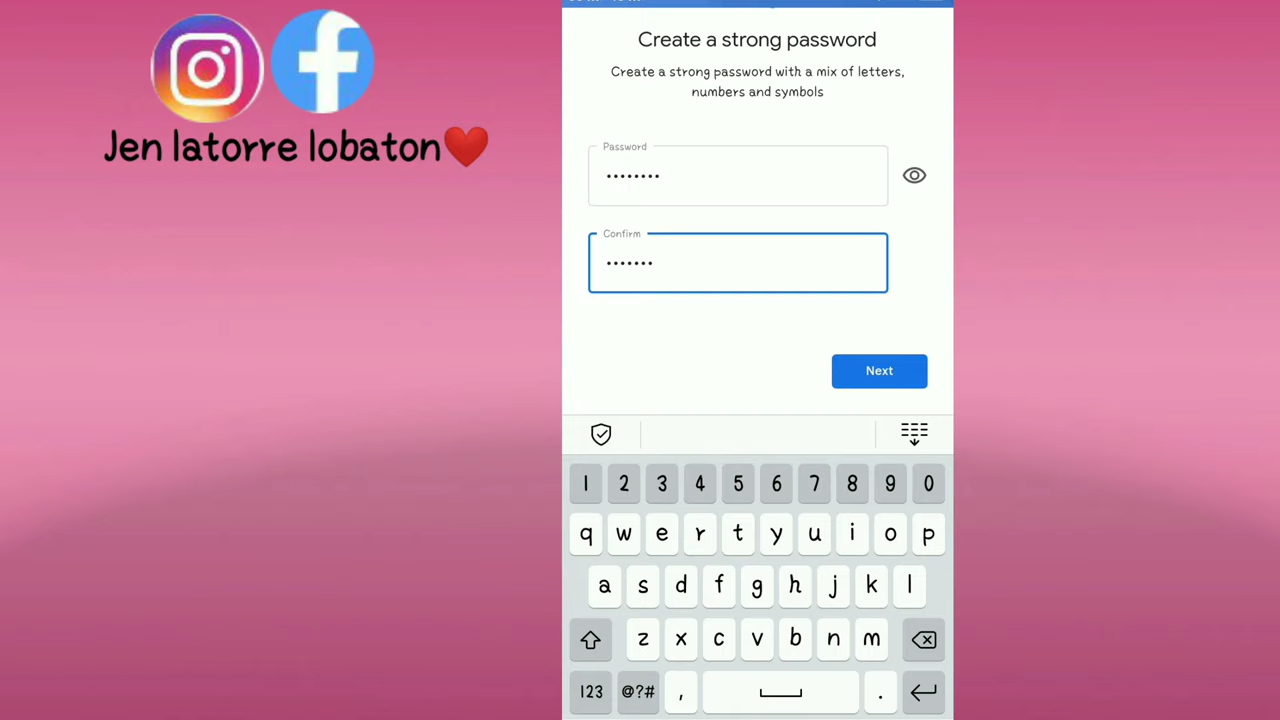 Jen latorre lobaton❤️
Create a strong password
Create a strong password with a mix of letters,
numbers and symbols
Password
••••••••
Confirm
•••••••
Next
1 2 3 4 5 6 7 8 9 0
q w e r t y u i o p
a s d f g h j k l
z x c v b n m
123 @?# , .